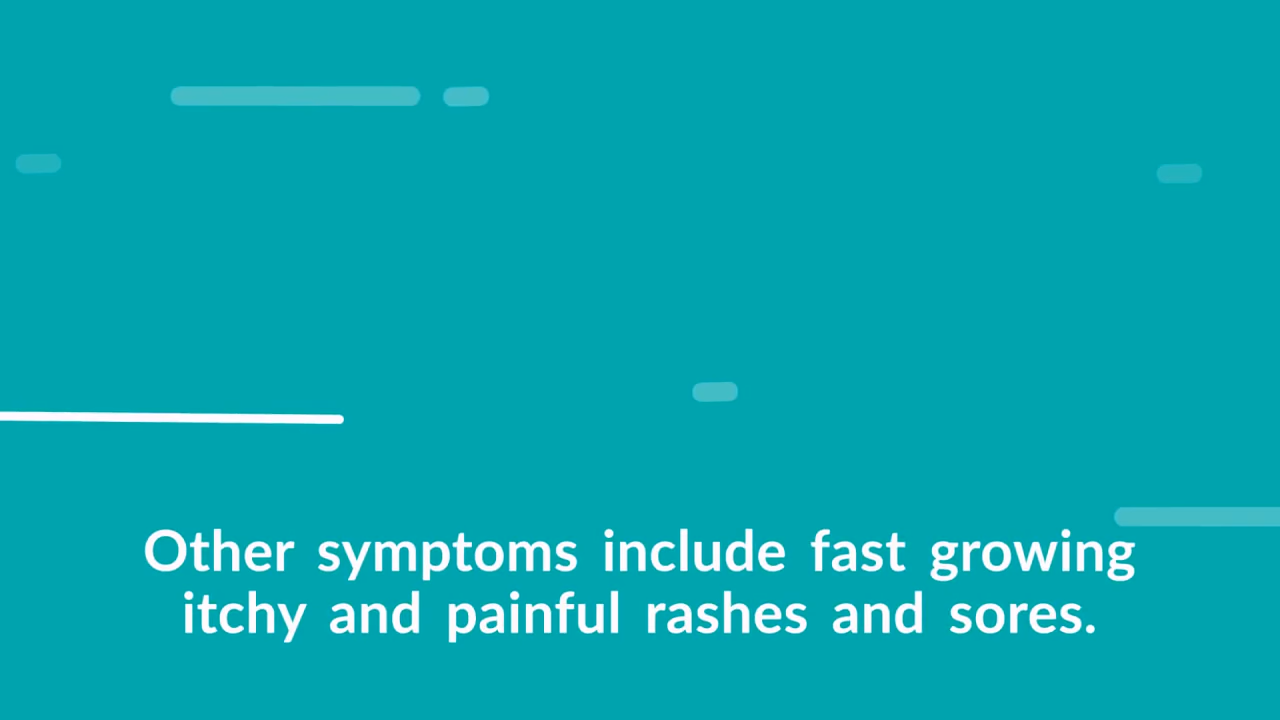 Other symptoms include fast growing
itchy and painful rashes and sores.